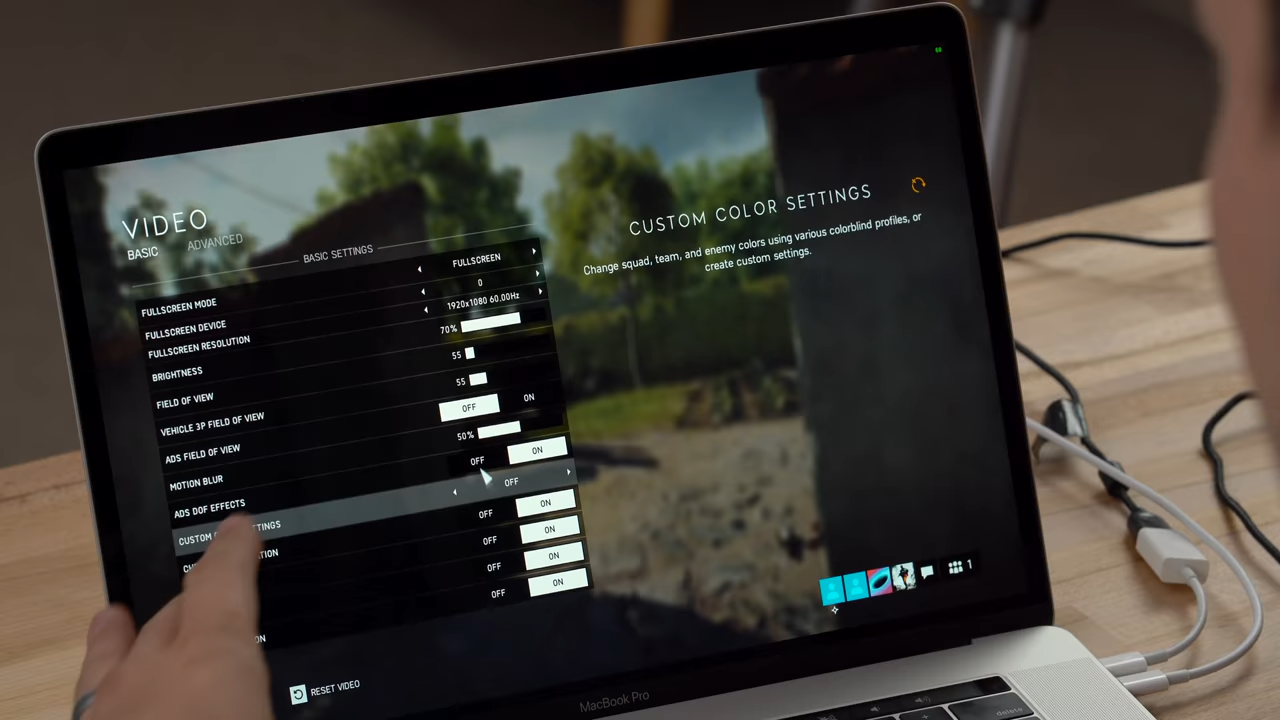 VIDEO
BASIC ADVANCED
BASIC SETTINGS
FULLSCREEN MODE FULLSCREEN
FULLSCREEN DEVICE 0
FULLSCREEN RESOLUTION 1920x1080 60.00Hz
BRIGHTNESS 70%
FIELD OF VIEW 55
VEHICLE 3P FIELD OF VIEW 55
ADS FIELD OF VIEW OFF ON
MOTION BLUR 50%
ADS DOF EFFECTS OFF ON
CUSTOM OFF
OFF ON
OFF ON
OFF ON
OFF ON
RESET VIDEO
CUSTOM COLOR SETTINGS
Change squad, team, and enemy colors using various colorblind profiles, or
create custom settings.
1
MacBook Pro
delete